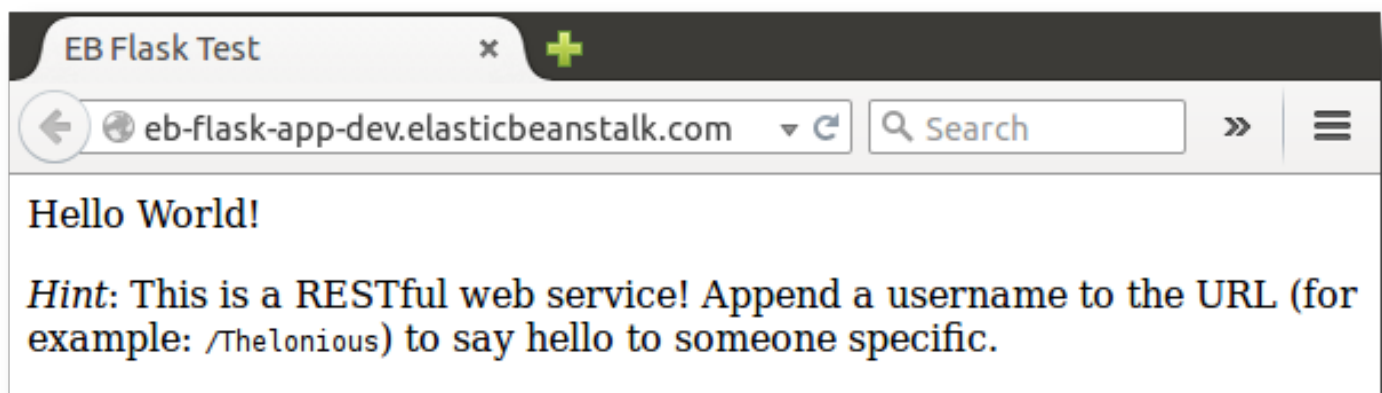 EB Flask Test
eb-flask-app-dev.elasticbeanstalk.com
Search
Hello World!
Hint: This is a RESTful web service! Append a username to the URL (for
example: /Thelonious) to say hello to someone specific.